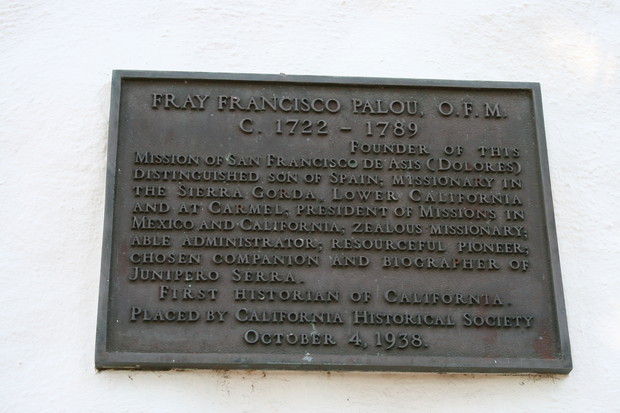 FRAY FRANCISCO PALOU, O.F.M.
C. 1722 – 1789
FOUNDER OF THIS
MISSION OF SAN FRANCISCO DE ASIS (DOLORES)
DISTINGUISHED SON OF SPAIN; MISSIONARY IN
THE SIERRA GORDA, LOWER CALIFORNIA
AND AT CARMEL; PRESIDENT OF MISSIONS IN
MEXICO AND CALIFORNIA; ZEALOUS MISSIONARY;
ABLE ADMINISTRATOR; RESOURCEFUL PIONEER;
CHOSEN COMPANION AND BIOGRAPHER OF
JUNIPERO SERRA.
FIRST HISTORIAN OF CALIFORNIA.
PLACED BY CALIFORNIA HISTORICAL SOCIETY
OCTOBER 4, 1938.